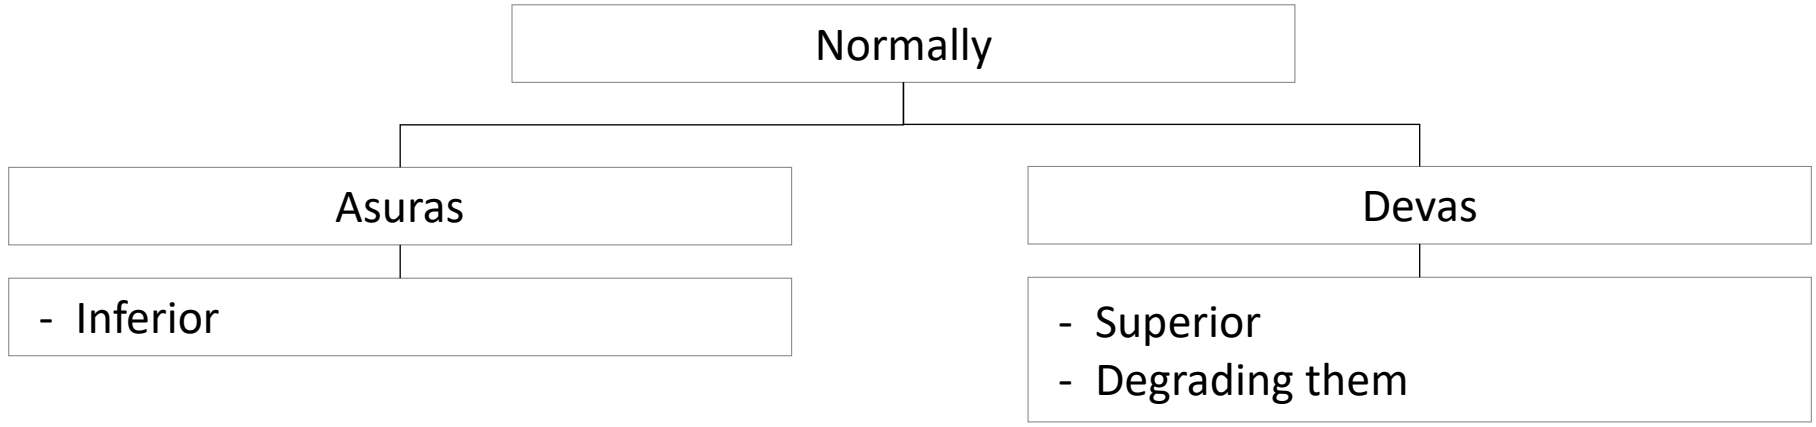 Normally
Asuras
Devas
- Inferior
- Superior
- Degrading them